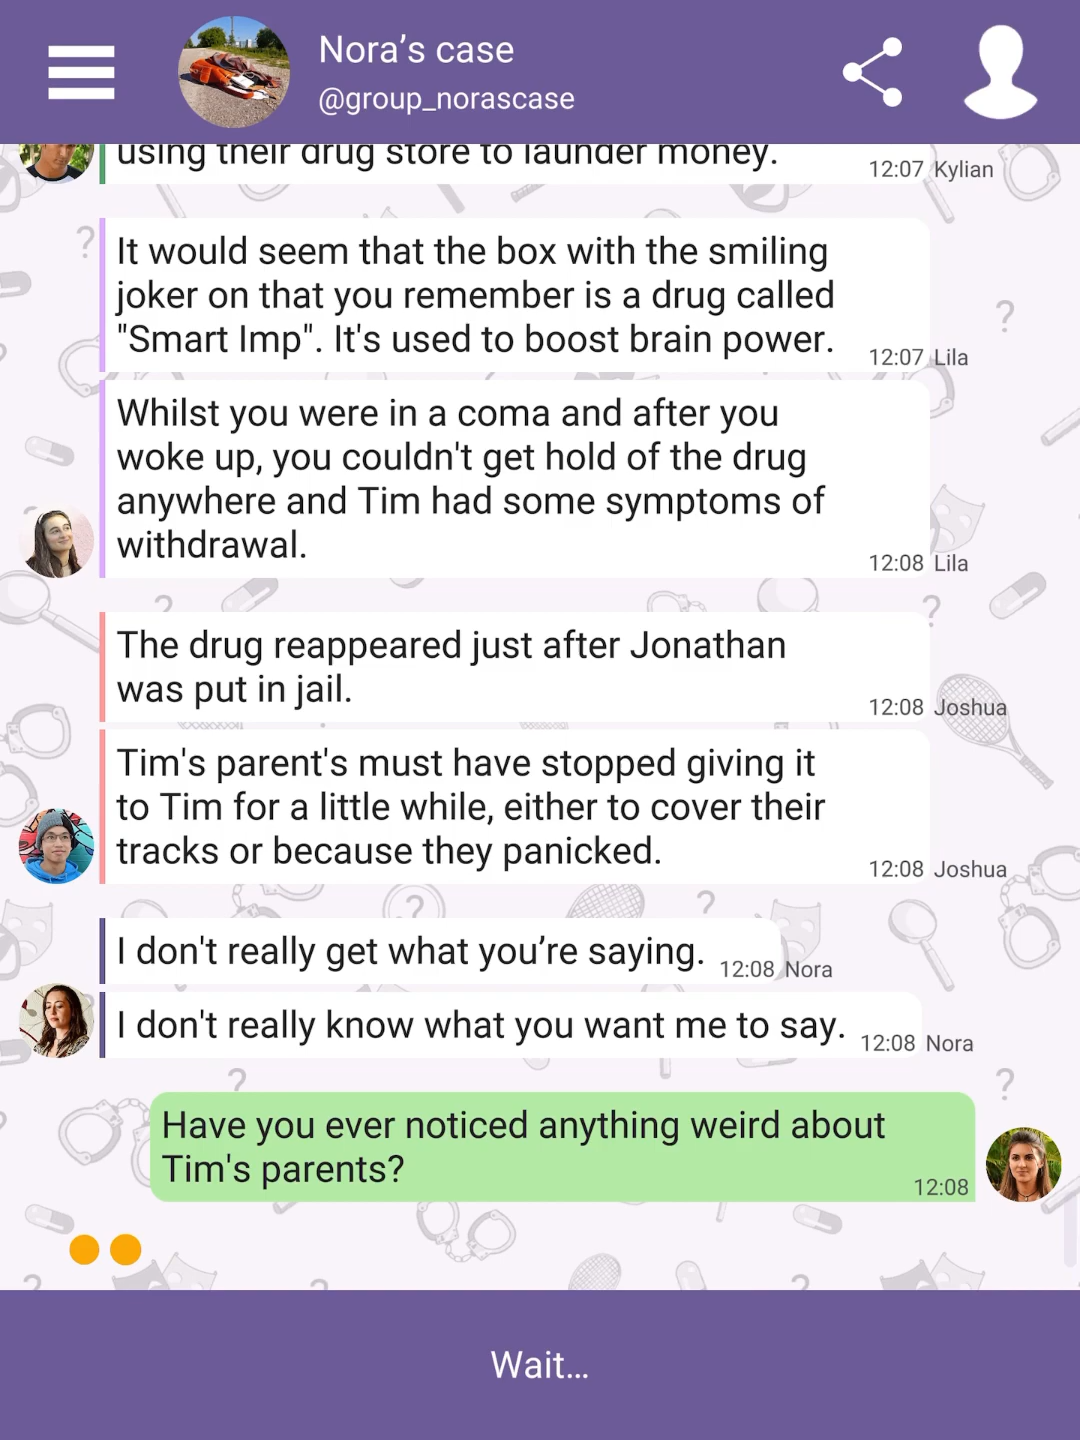 Nora’s case
@group_norascase
using their drug store to launder money.
12:07 Kylian
It would seem that the box with the smiling
joker on that you remember is a drug called
"Smart Imp". It's used to boost brain power.
12:07 Lila
Whilst you were in a coma and after you
woke up, you couldn't get hold of the drug
anywhere and Tim had some symptoms of
withdrawal.
12:08 Lila
The drug reappeared just after Jonathan
was put in jail.
12:08 Joshua
Tim's parent's must have stopped giving it
to Tim for a little while, either to cover their
tracks or because they panicked.
12:08 Joshua
I don't really get what you’re saying.
12:08 Nora
I don't really know what you want me to say.
12:08 Nora
Have you ever noticed anything weird about
Tim's parents?
12:08
Wait...